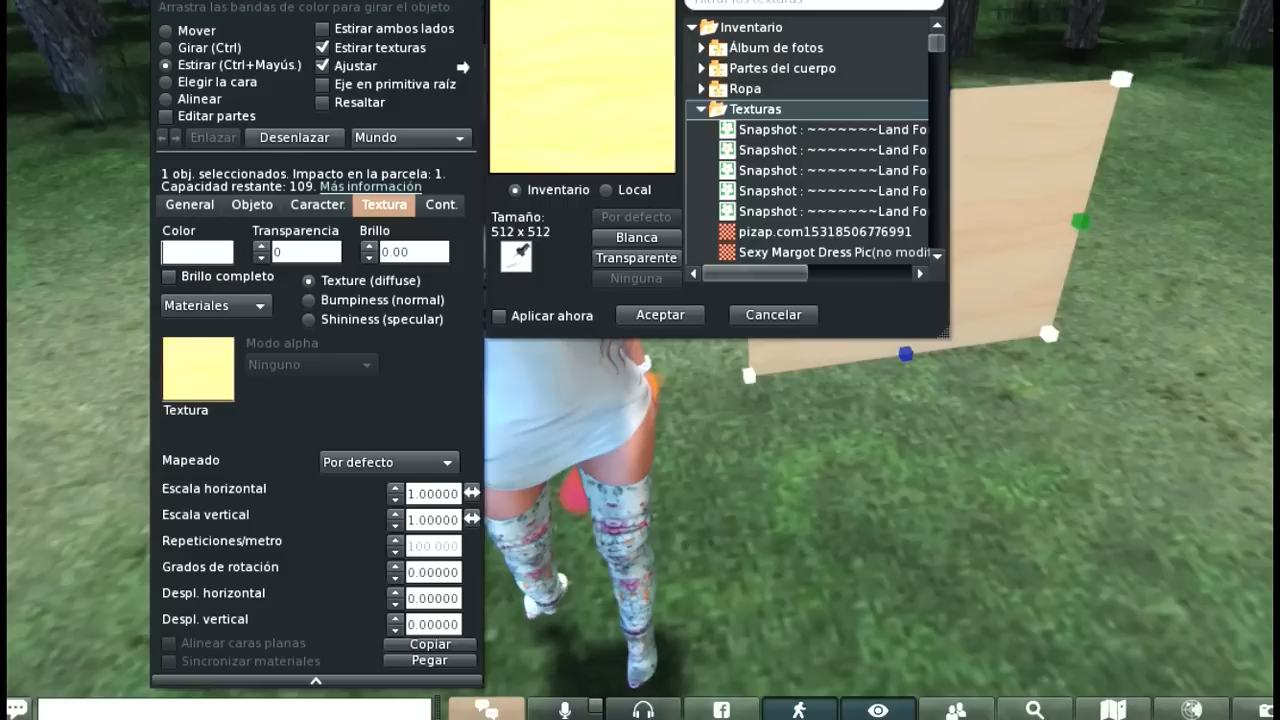 Arrastra las bandas de color para girar el objeto.
Mover
Girar (Ctrl)
Estirar (Ctrl+Mayús.)
Elegir la cara
Alinear
Editar partes
Estirar ambos lados
Estirar texturas
Ajustar
Eje en primitiva raíz
Resaltar
Enlazar
Desenlazar
Mundo
1 obj. seleccionados. Impacto en la parcela: 1.
Capacidad restante: 109. Más información
General Objeto Caracter. Textura Cont.
Color
Transparencia
Brillo
0
0.00
Brillo completo
Materiales
Texture (diffuse)
Bumpiness (normal)
Shininess (specular)
Modo alpha
Ninguno
Textura
Mapeado
Por defecto
Escala horizontal
1.00000
Escala vertical
1.00000
Repeticiones/metro
100.000
Grados de rotación
0.00000
Despl. horizontal
0.00000
Despl. vertical
0.00000
Alinear caras planas
Copiar
Sincronizar materiales
Pegar
Filtrar los texturas
Inventario
Álbum de fotos
Partes del cuerpo
Ropa
Texturas
Snapshot : ~~~~~~~Land Fo
Snapshot : ~~~~~~~Land Fo
Snapshot : ~~~~~~~Land Fo
Snapshot : ~~~~~~~Land Fo
Snapshot : ~~~~~~~Land Fo
pizap.com15318506776991
Sexy Margot Dress Pic(no modi
Inventario
Local
Tamaño:
512 x 512
Por defecto
Blanca
Transparente
Ninguna
Aplicar ahora
Aceptar
Cancelar